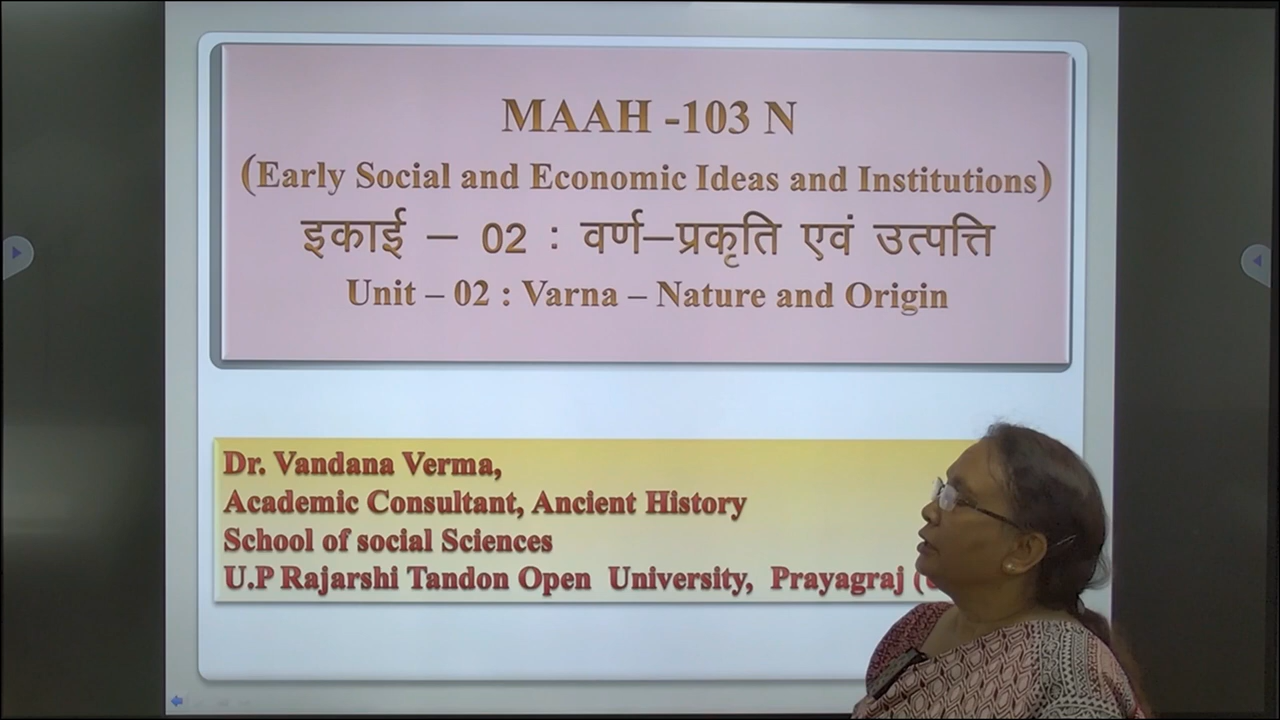 MAAH -103 N
(Early Social and Economic Ideas and Institutions)
इकाई – 02 : वर्ण–प्रकृति एवं उत्पत्ति
Unit – 02 : Varna – Nature and Origin
Dr. Vandana Verma,
Academic Consultant, Ancient History
School of social Sciences
U.P Rajarshi Tandon Open University, Prayagraj (